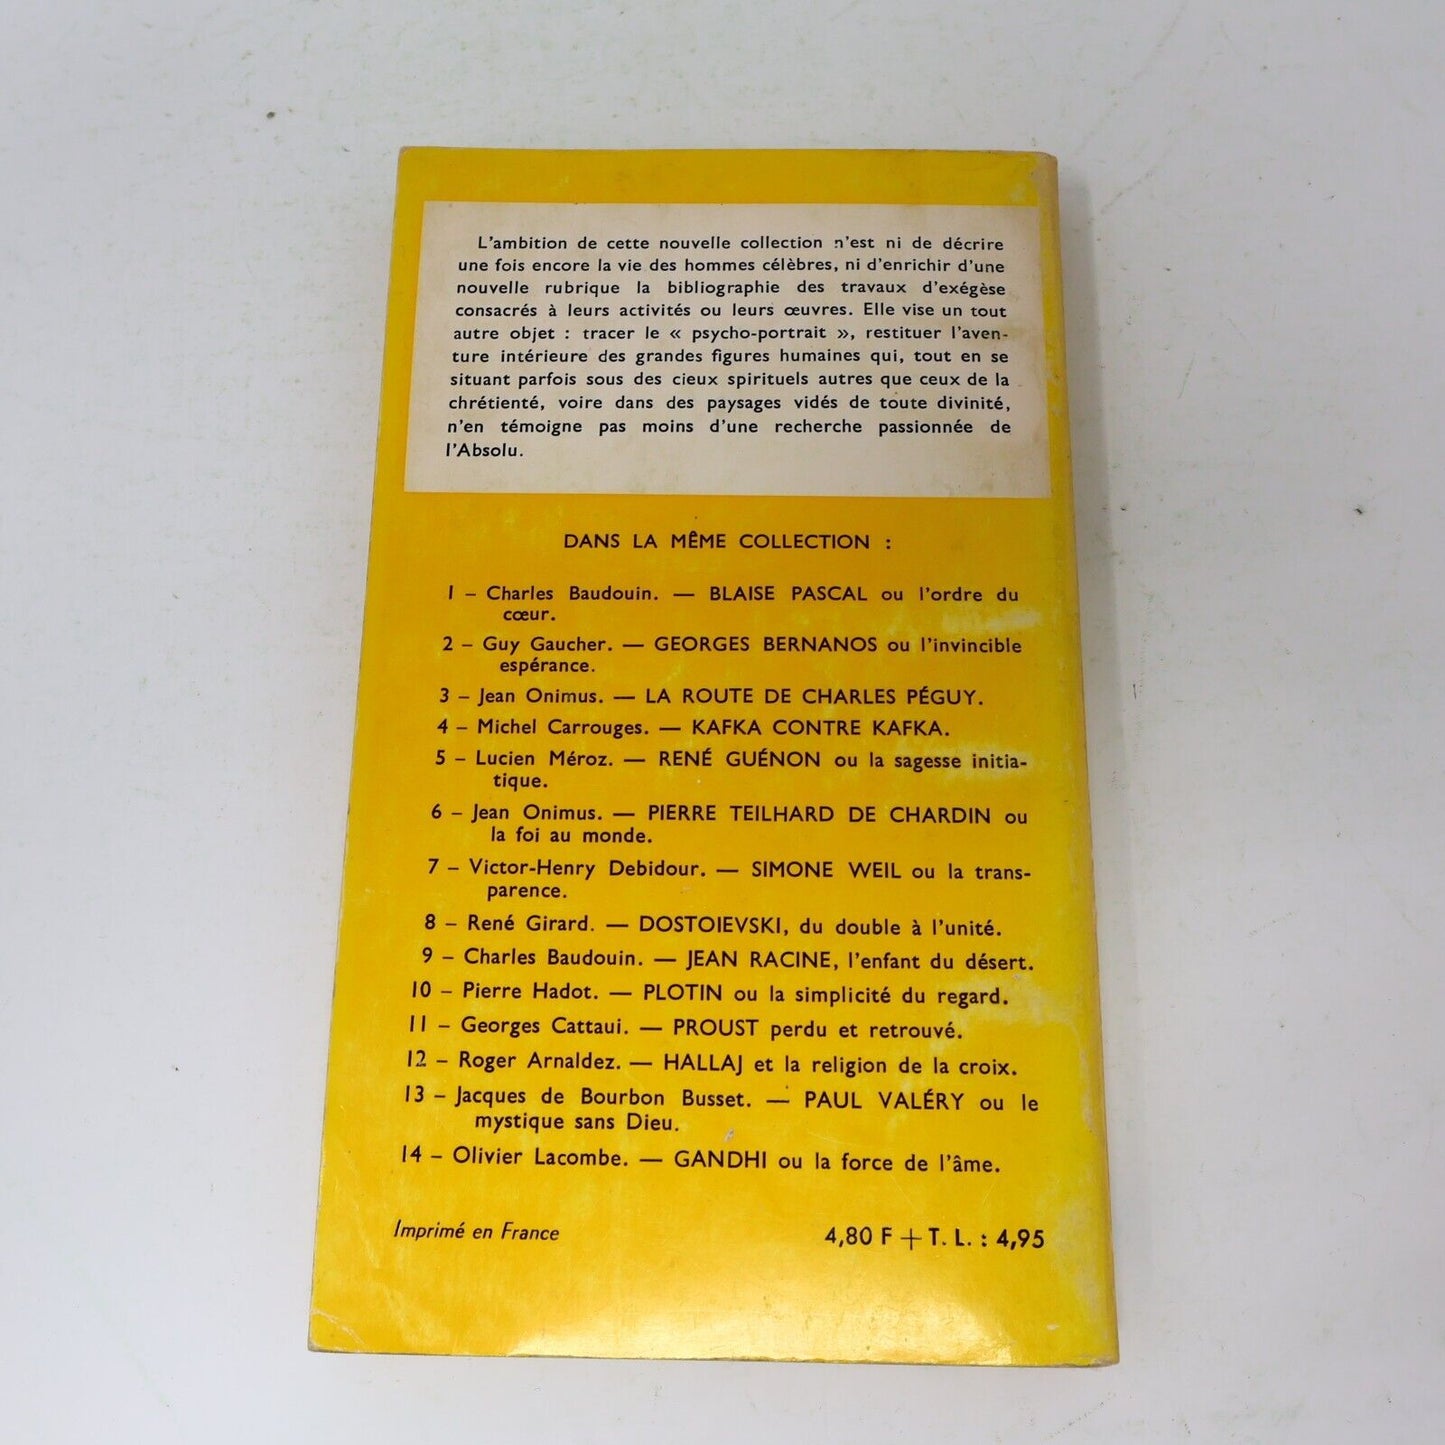 L'ambition de cette nouvelle collection n'est ni de décrire
une fois encore la vie des hommes célèbres, ni d'enrichir d'une
nouvelle rubrique la bibliographie des travaux d'exégèse
consacrés à leurs activités ou leurs œuvres. Elle vise un tout
autre objet : tracer le « psycho-portrait », restituer l'aven-
ture intérieure des grandes figures humaines qui, tout en se
situant parfois sous des cieux spirituels autres que ceux de la
chrétienté, voire dans des paysages vidés de toute divinité,
n'en témoigne pas moins d'une recherche passionnée de
l'Absolu.
DANS LA MÊME COLLECTION :
1 – Charles Baudouin. — BLAISE PASCAL ou l'ordre du
cœur.
2 – Guy Gaucher. — GEORGES BERNANOS ou l'invincible
espérance.
3 – Jean Onimus. — LA ROUTE DE CHARLES PÉGUY.
4 – Michel Carrouges. — KAFKA CONTRE KAFKA.
5 – Lucien Méroz. — RENÉ GUÉNON ou la sagesse initia-
tique.
6 – Jean Onimus. — PIERRE TEILHARD DE CHARDIN ou
la foi au monde.
7 – Victor-Henry Debidour. — SIMONE WEIL ou la trans-
parence.
8 – René Girard. — DOSTOIEVSKI, du double à l'unité.
9 – Charles Baudouin. — JEAN RACINE, l'enfant du désert.
10 – Pierre Hadot. — PLOTIN ou la simplicité du regard.
11 – Georges Cattaui. — PROUST perdu et retrouvé.
12 – Roger Arnaldez. — HALLAJ et la religion de la croix.
13 – Jacques de Bourbon Busset. — PAUL VALÉRY ou le
mystique sans Dieu.
14 – Olivier Lacombe. — GANDHI ou la force de l'âme.
Imprimé en France
4,80 F + T. L. : 4,95